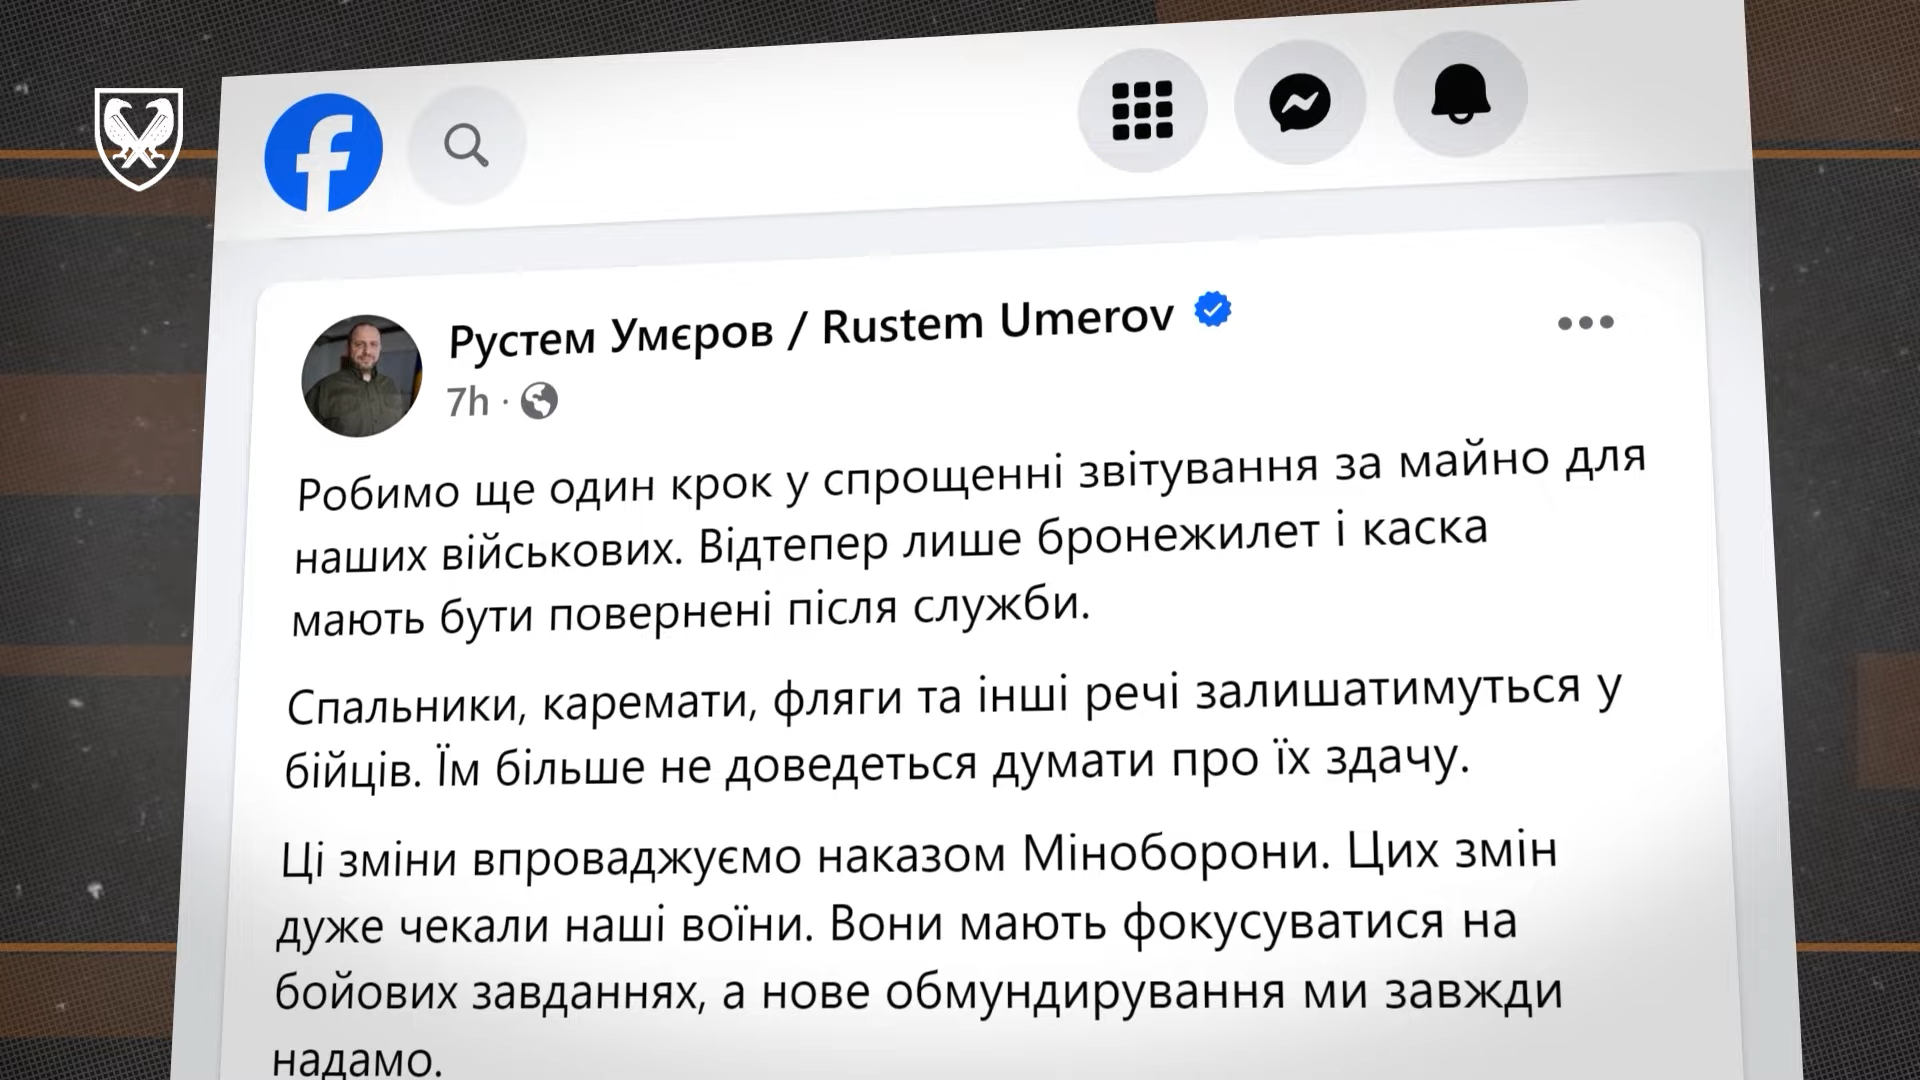 Рустем Умєров / Rustem Umerov
7h ·
Робимо ще один крок у спрощенні звітування за майно для
наших військових. Відтепер лише бронежилет і каска
мають бути повернені після служби.
Спальники, каремати, фляги та інші речі залишатимуться у
бійців. Їм більше не доведеться думати про їх здачу.
Ці зміни впроваджуємо наказом Міноборони. Цих змін
дуже чекали наші воїни. Вони мають фокусуватися на
бойових завданнях, а нове обмундирування ми завжди
надамо.